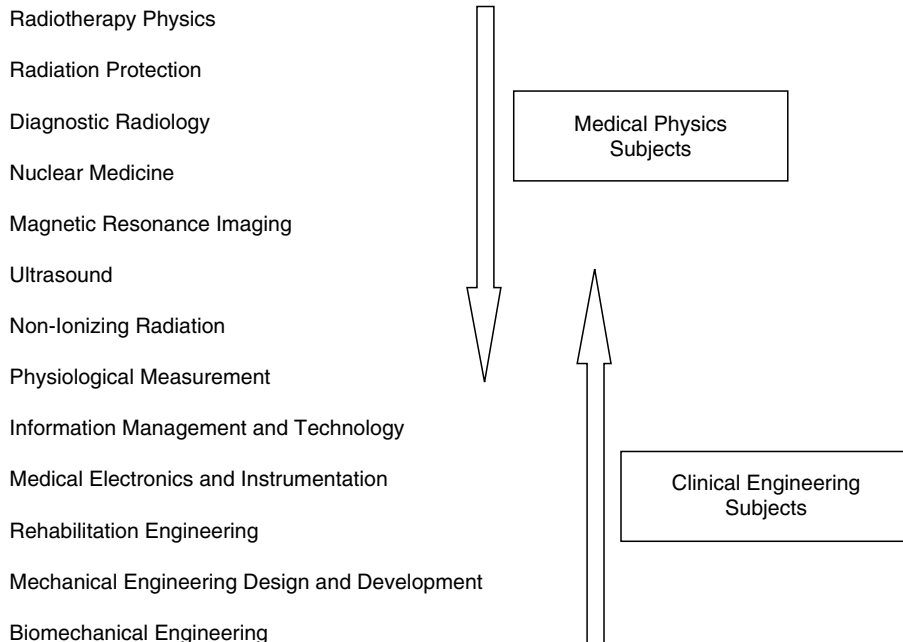 Radiotherapy Physics
Radiation Protection
Diagnostic Radiology
Nuclear Medicine
Magnetic Resonance Imaging
Ultrasound
Non-Ionizing Radiation
Physiological Measurement
Information Management and Technology
Medical Electronics and Instrumentation
Rehabilitation Engineering
Mechanical Engineering Design and Development
Biomechanical Engineering
Medical Physics
Subjects
Clinical Engineering
Subjects